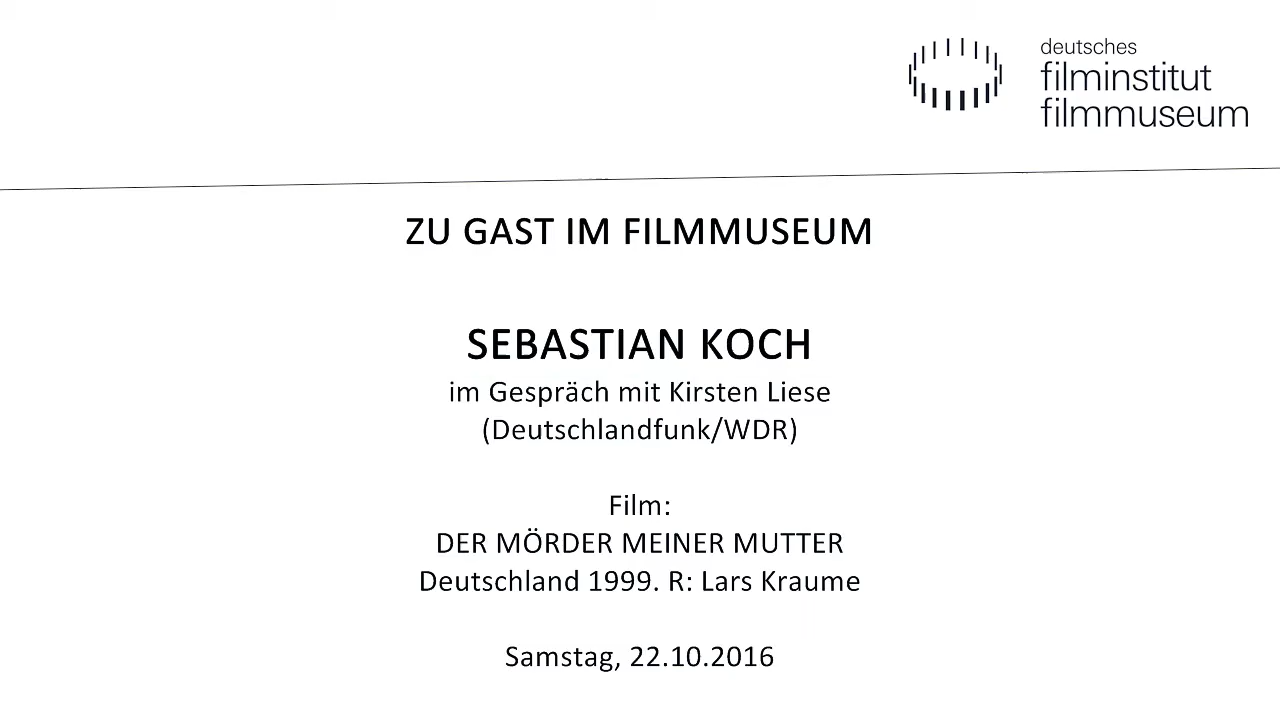 deutsches
filminstitut
filmmuseum
ZU GAST IM FILMMUSEUM
SEBASTIAN KOCH
im Gespräch mit Kirsten Liese
(Deutschlandfunk/WDR)
Film:
DER MÖRDER MEINER MUTTER
Deutschland 1999. R: Lars Kraume
Samstag, 22.10.2016